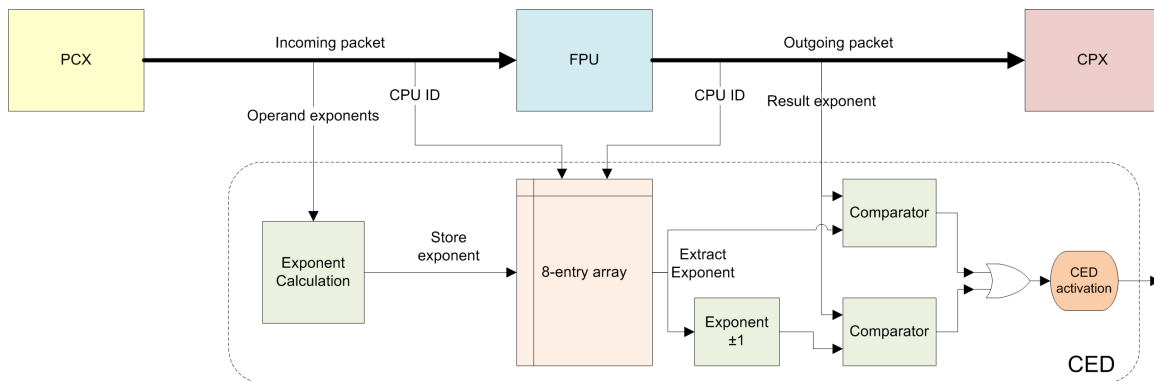 PCX
Incoming packet
FPU
Outgoing packet
CPX
CPU ID
CPU ID
Operand exponents
Result exponent
Exponent
Calculation
Store
exponent
8-entry array
Extract
Exponent
Comparator
Exponent
±1
Comparator
CED
activation
CED